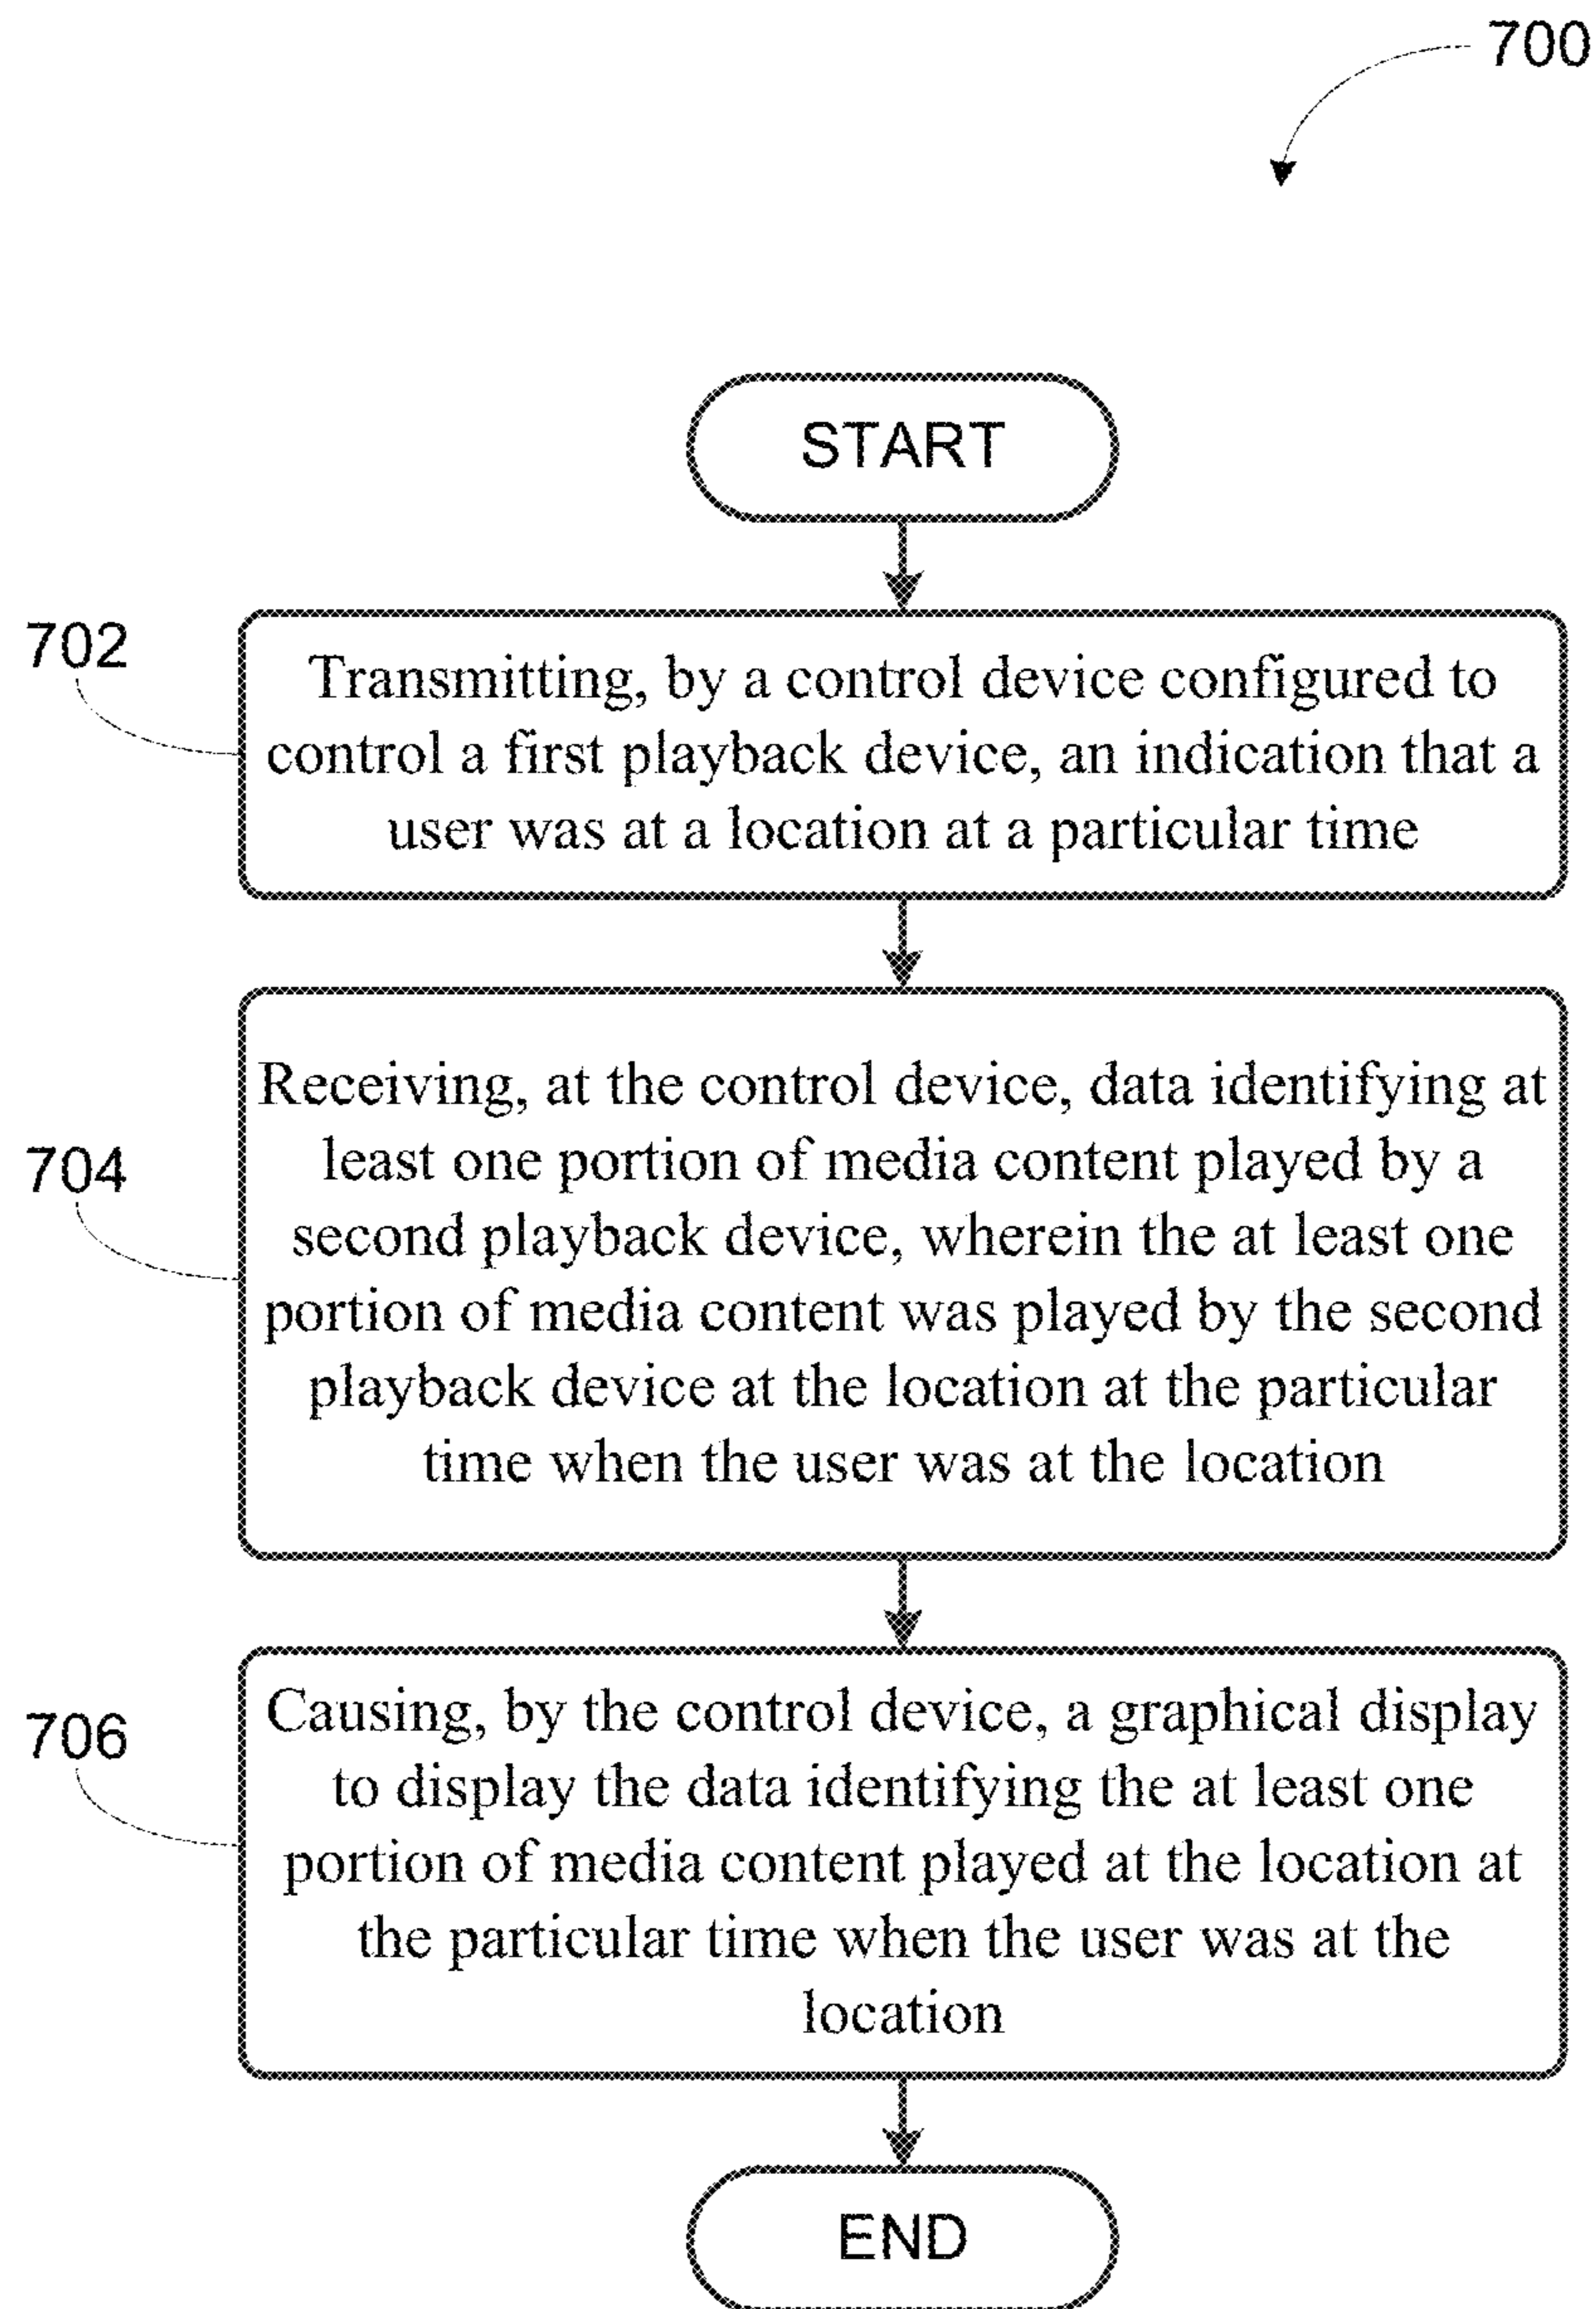 700
START
702
Transmitting, by a control device configured to
control a first playback device, an indication that a
user was at a location at a particular time
704
Receiving, at the control device, data identifying at
least one portion of media content played by a
second playback device, wherein the at least one
portion of media content was played by the second
playback device at the location at the particular
time when the user was at the location
706
Causing, by the control device, a graphical display
to display the data identifying the at least one
portion of media content played at the location at
the particular time when the user was at the
location
END